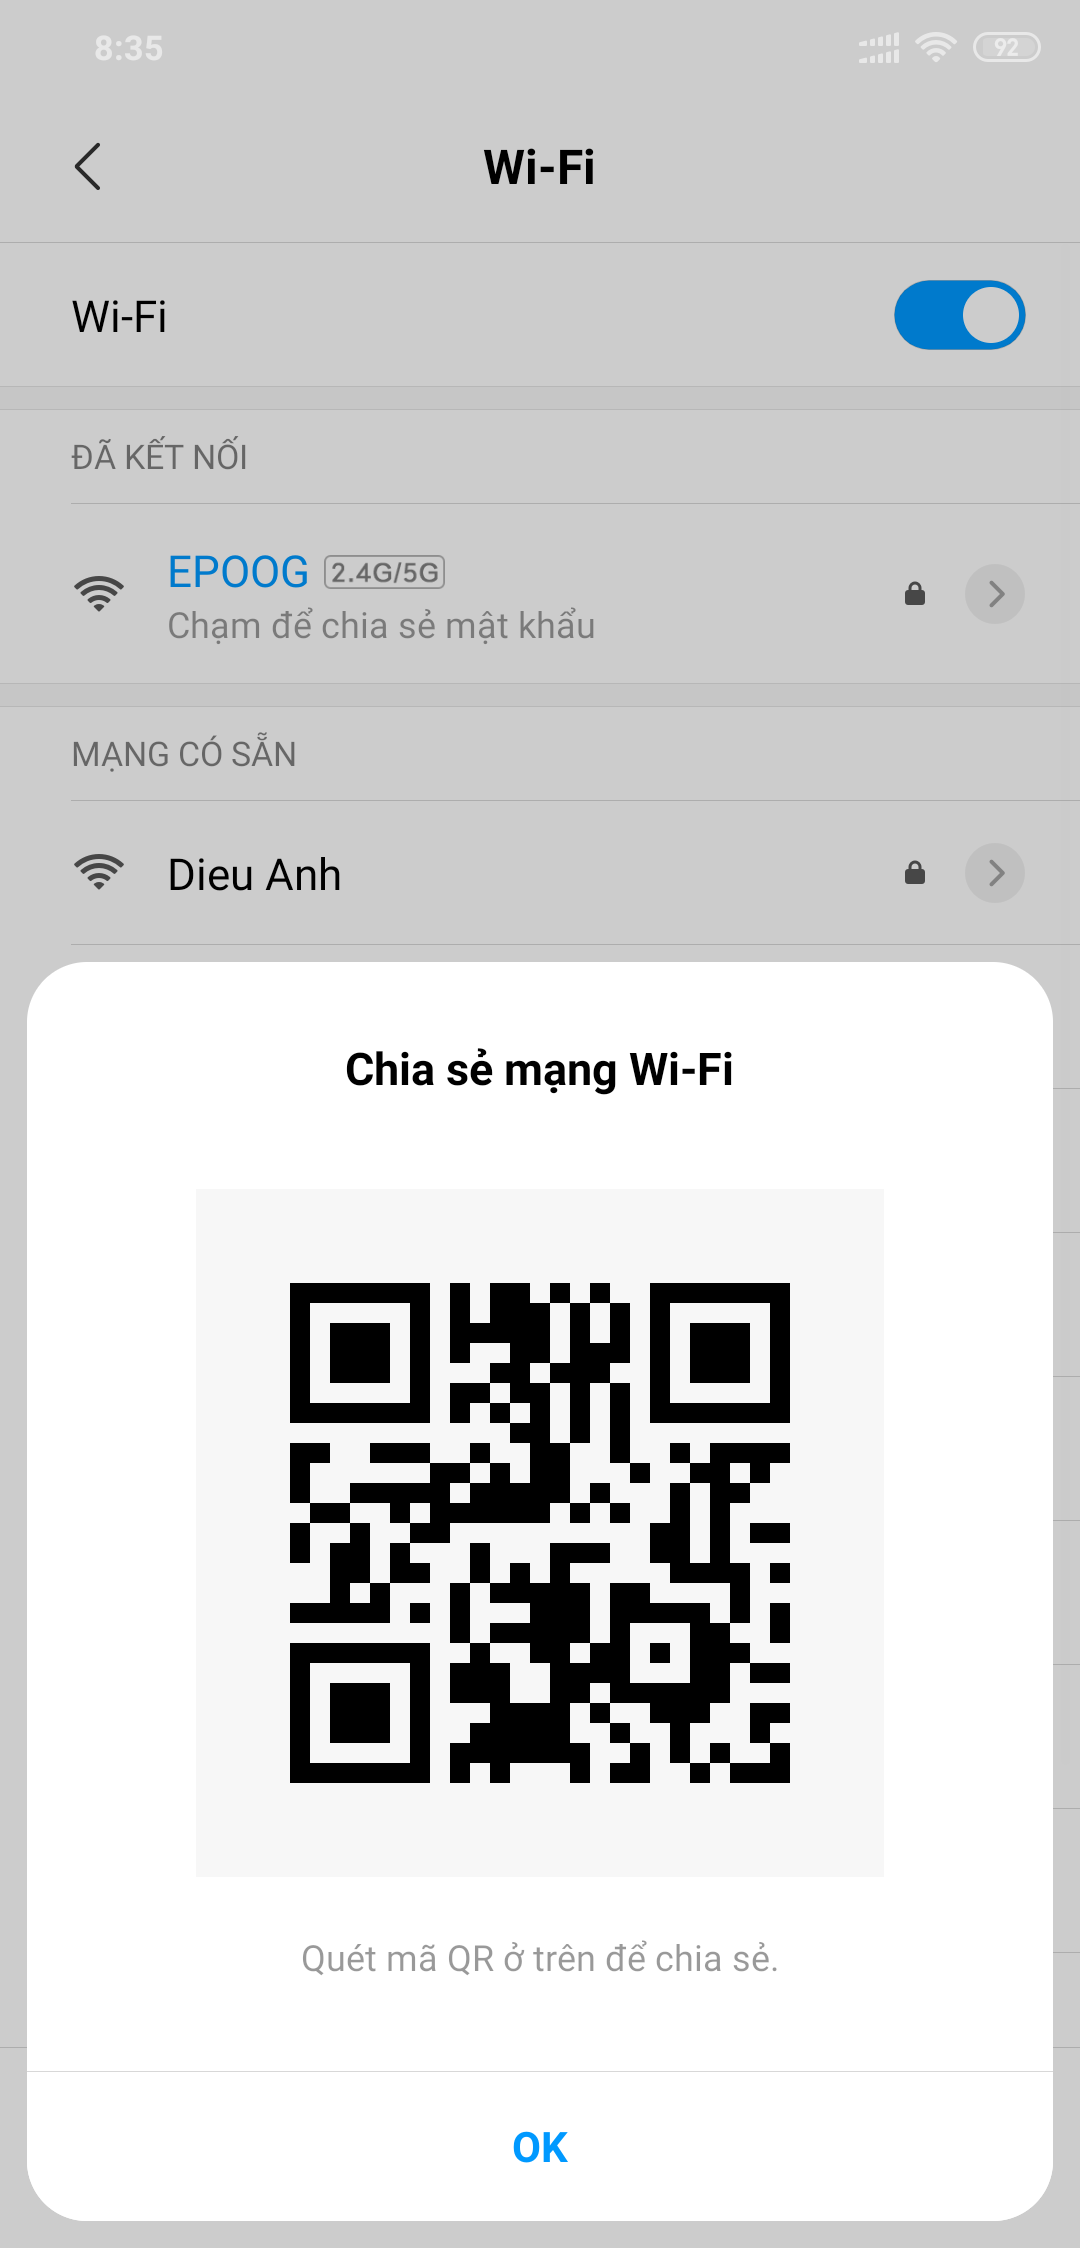 8:35
92
Wi-Fi
Wi-Fi
ĐÃ KẾT NỐI
EPOOG 2.4G/5G
Chạm để chia sẻ mật khẩu
MẠNG CÓ SẴN
Dieu Anh
Chia sẻ mạng Wi-Fi
Quét mã QR ở trên để chia sẻ.
OK